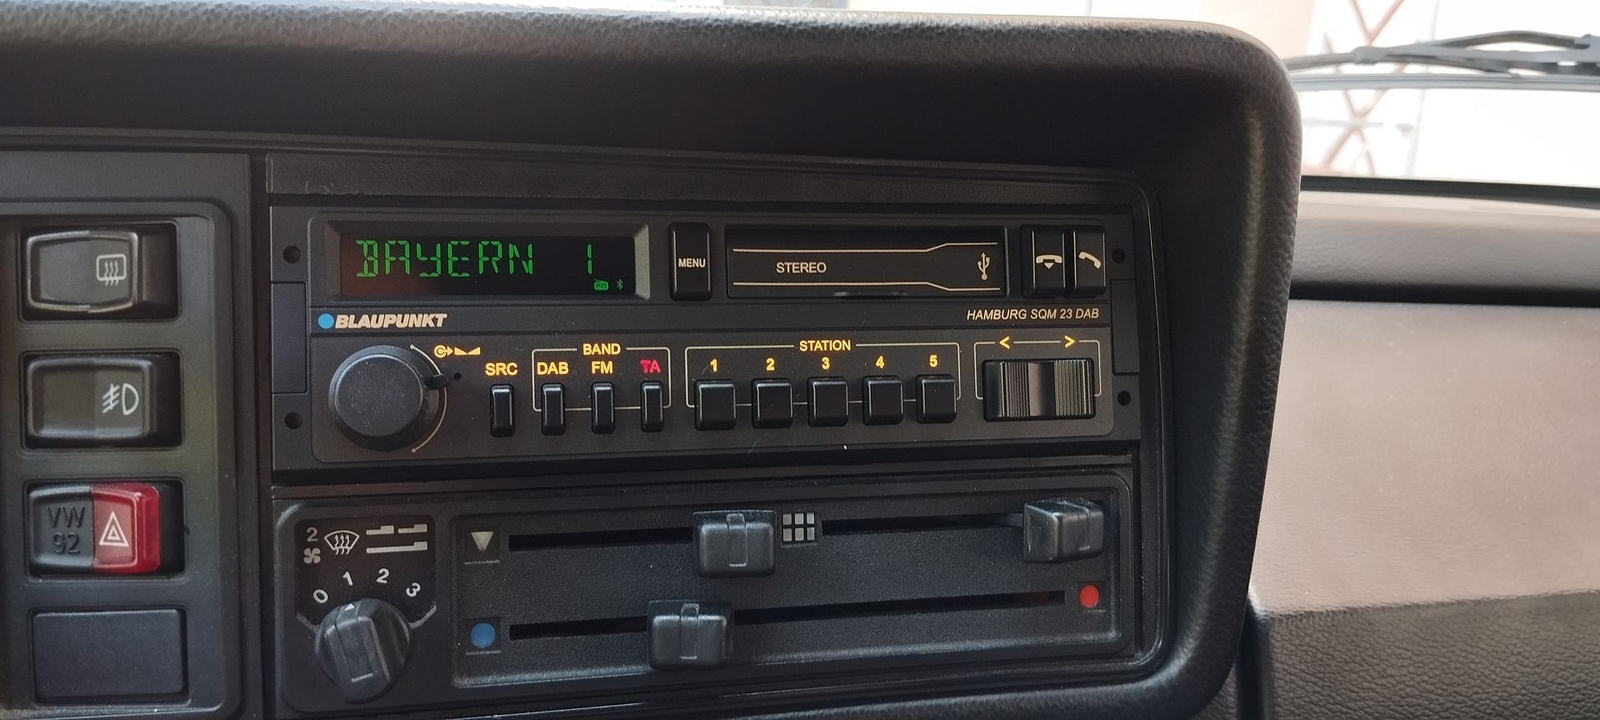 BAYERN 1
MENU
STEREO
BLAUPUNKT
HAMBURG SQM 23 DAB
SRC
BAND
DAB FM TA
STATION
1 2 3 4 5
< >
VW
92
2
0 1 2 3